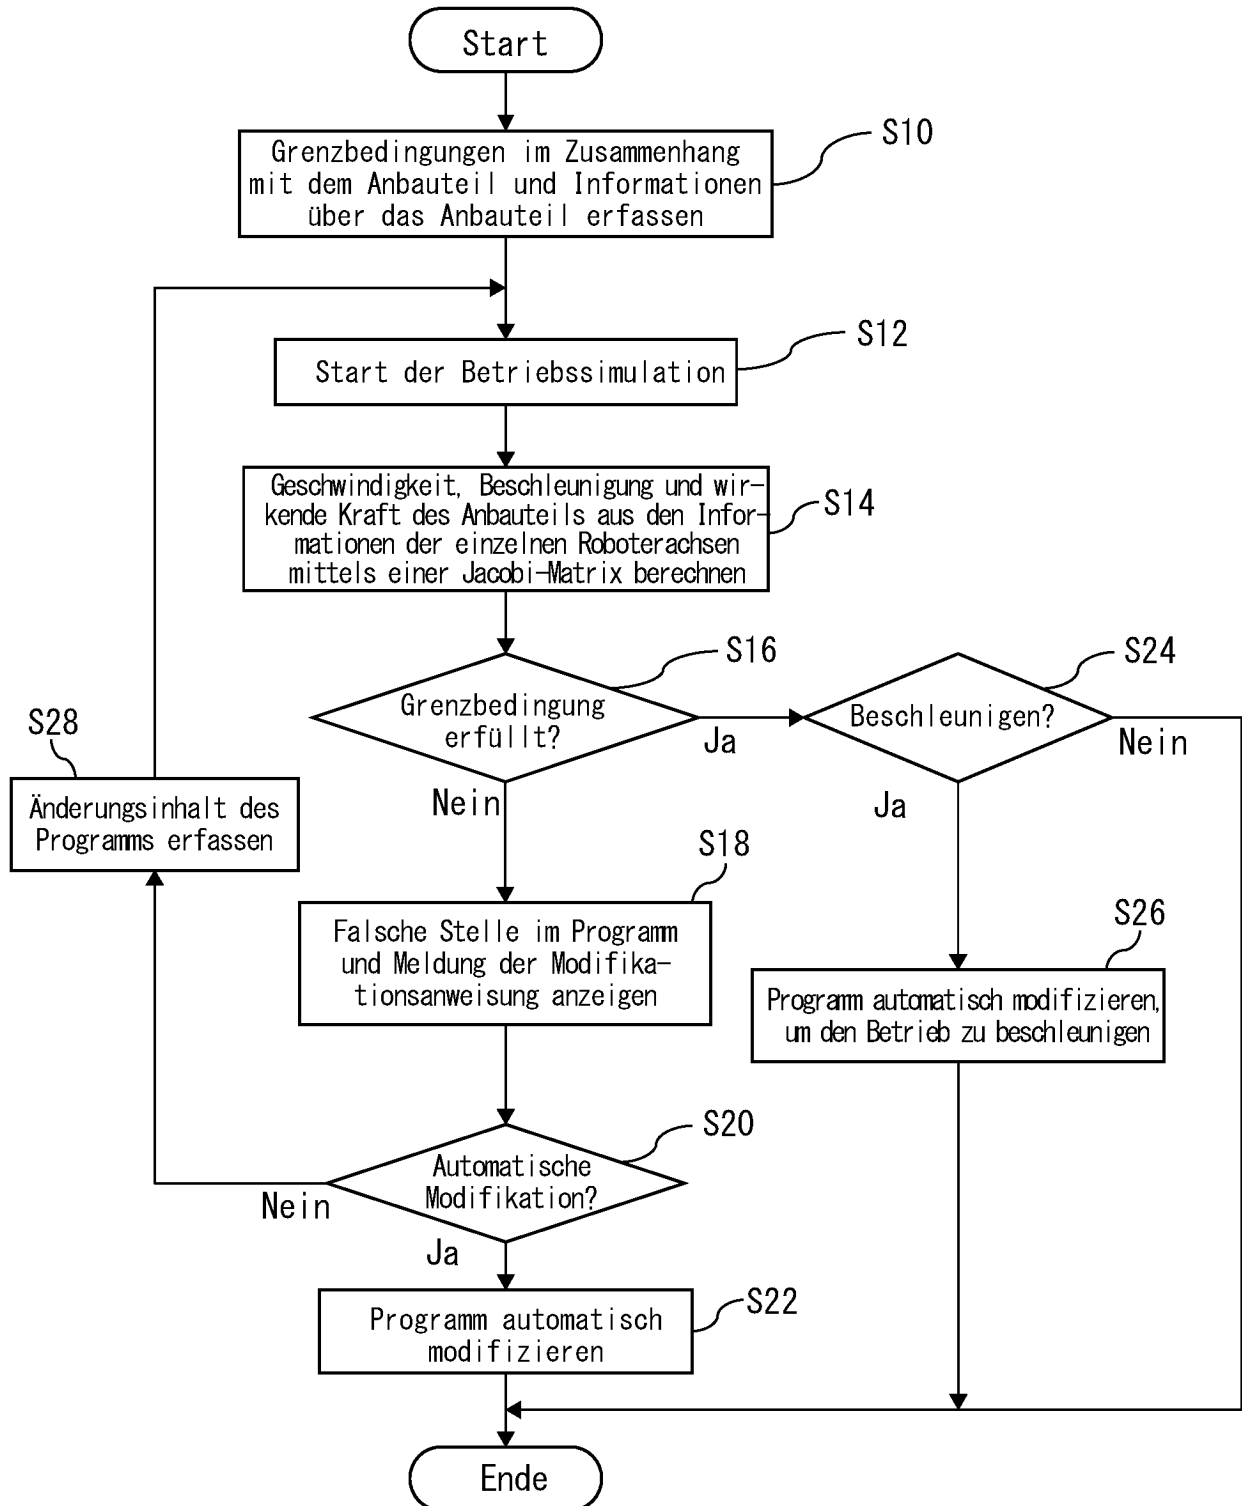 Start
S10
Grenzbedingungen im Zusammenhang
mit dem Anbauteil und Informationen
über das Anbauteil erfassen
S12
Start der Betriebssimulation
S14
Geschwindigkeit, Beschleunigung und wir-
kende Kraft des Anbauteils aus den Infor-
mationen der einzelnen Roboterachsen
mittels einer Jacobi-Matrix berechnen
S16
Grenzbedingung
erfüllt?
Ja
Nein
S24
Beschleunigen?
Nein
Ja
S28
Änderungsinhalt des
Programms erfassen
S18
Falsche Stelle im Programm
und Meldung der Modifika-
tionsanweisung anzeigen
S26
Programm automatisch modifizieren,
um den Betrieb zu beschleunigen
S20
Automatische
Modifikation?
Nein
Ja
S22
Programm automatisch
modifizieren
Ende